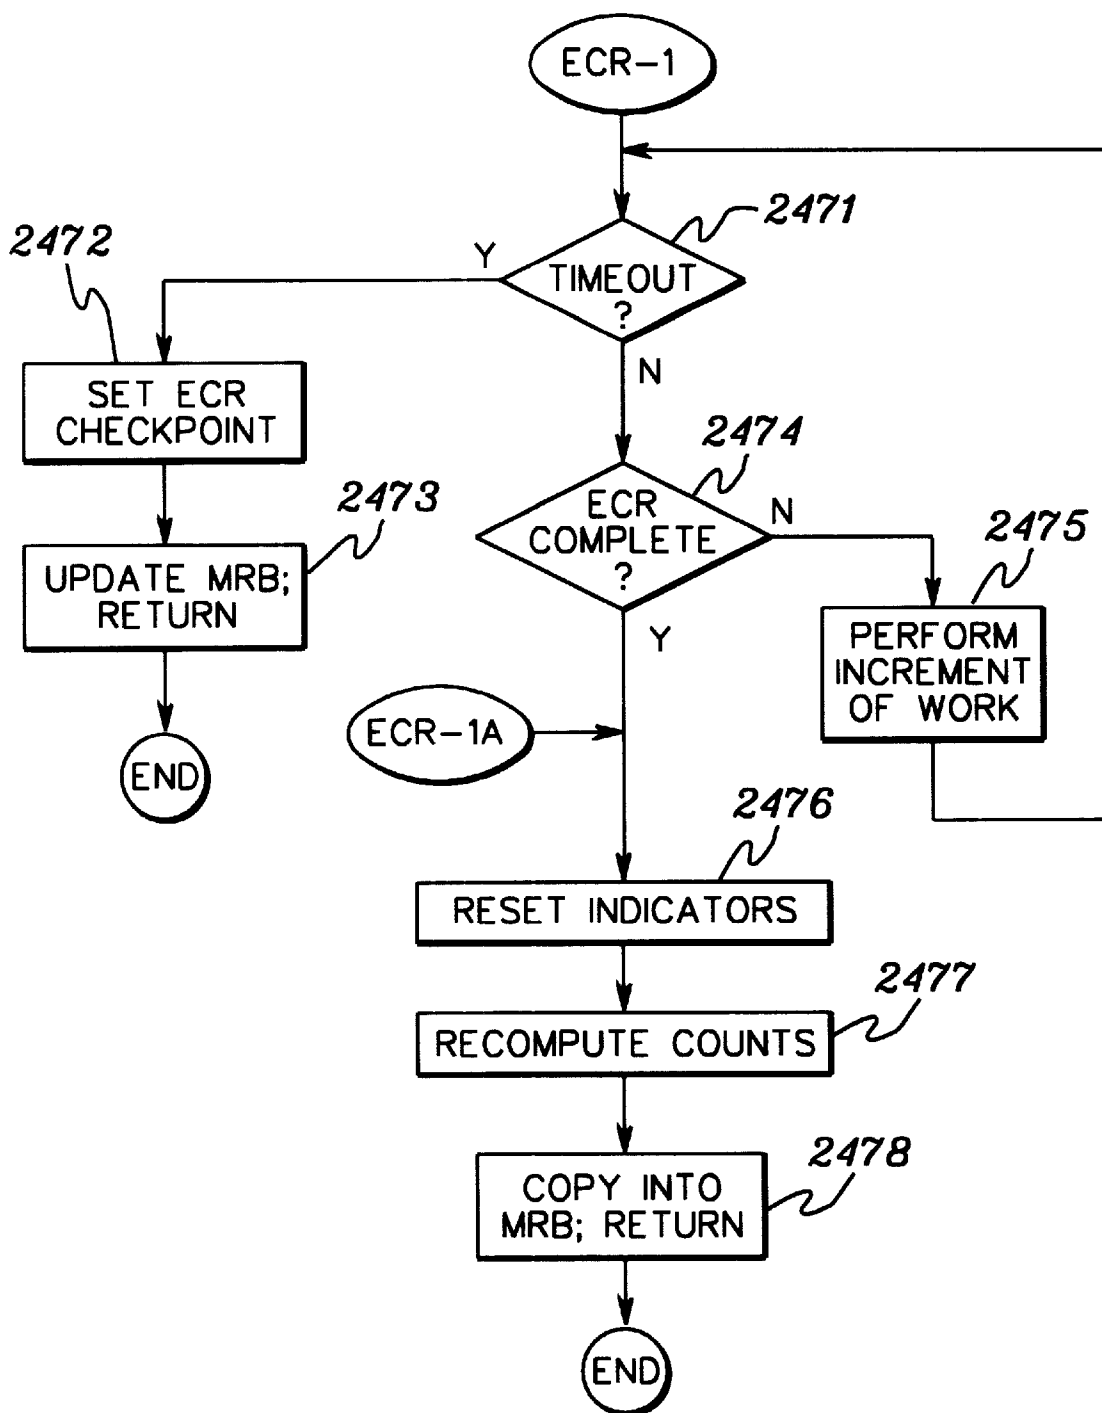 ECR-1
2471
TIMEOUT
?
Y
N
2472
SET ECR
CHECKPOINT
2473
UPDATE MRB;
RETURN
END
2474
ECR
COMPLETE
?
N
Y
2475
PERFORM
INCREMENT
OF WORK
ECR-1A
2476
RESET INDICATORS
2477
RECOMPUTE COUNTS
2478
COPY INTO
MRB; RETURN
END